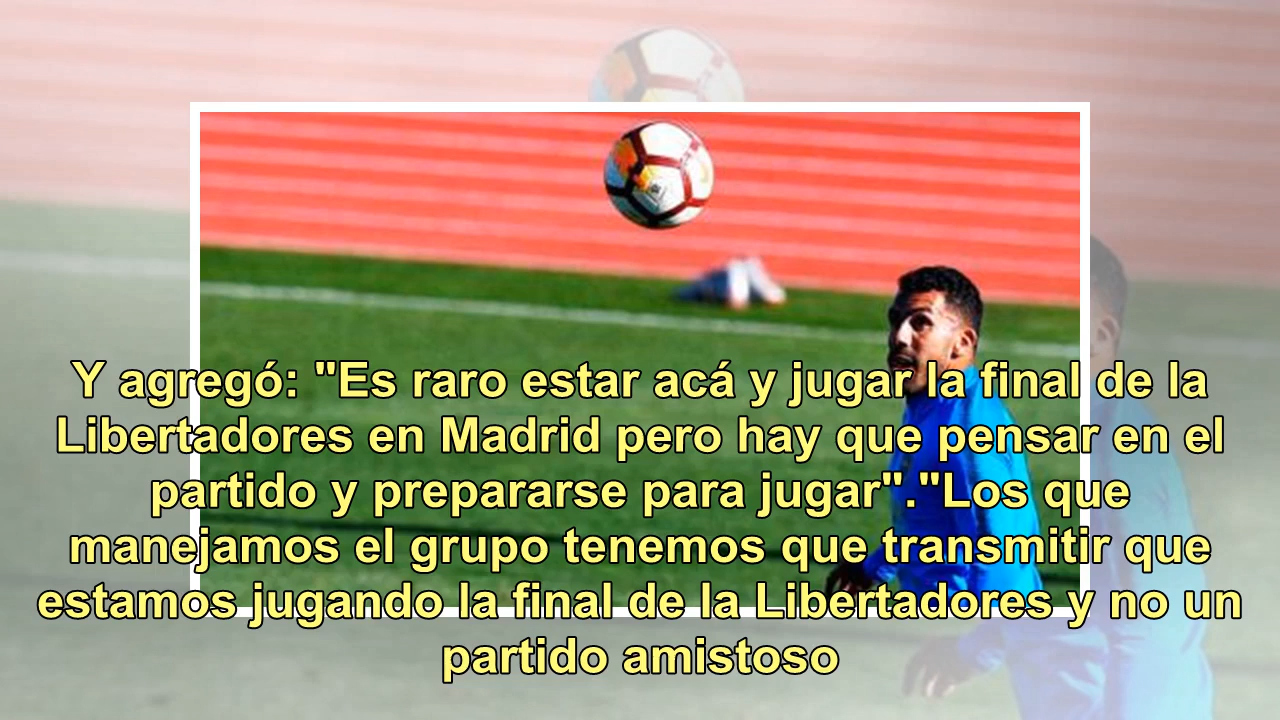 Y agregó: "Es raro estar acá y jugar la final de la
Libertadores en Madrid pero hay que pensar en el
partido y prepararse para jugar"."Los que
manejamos el grupo tenemos que transmitir que
estamos jugando la final de la Libertadores y no un
partido amistoso